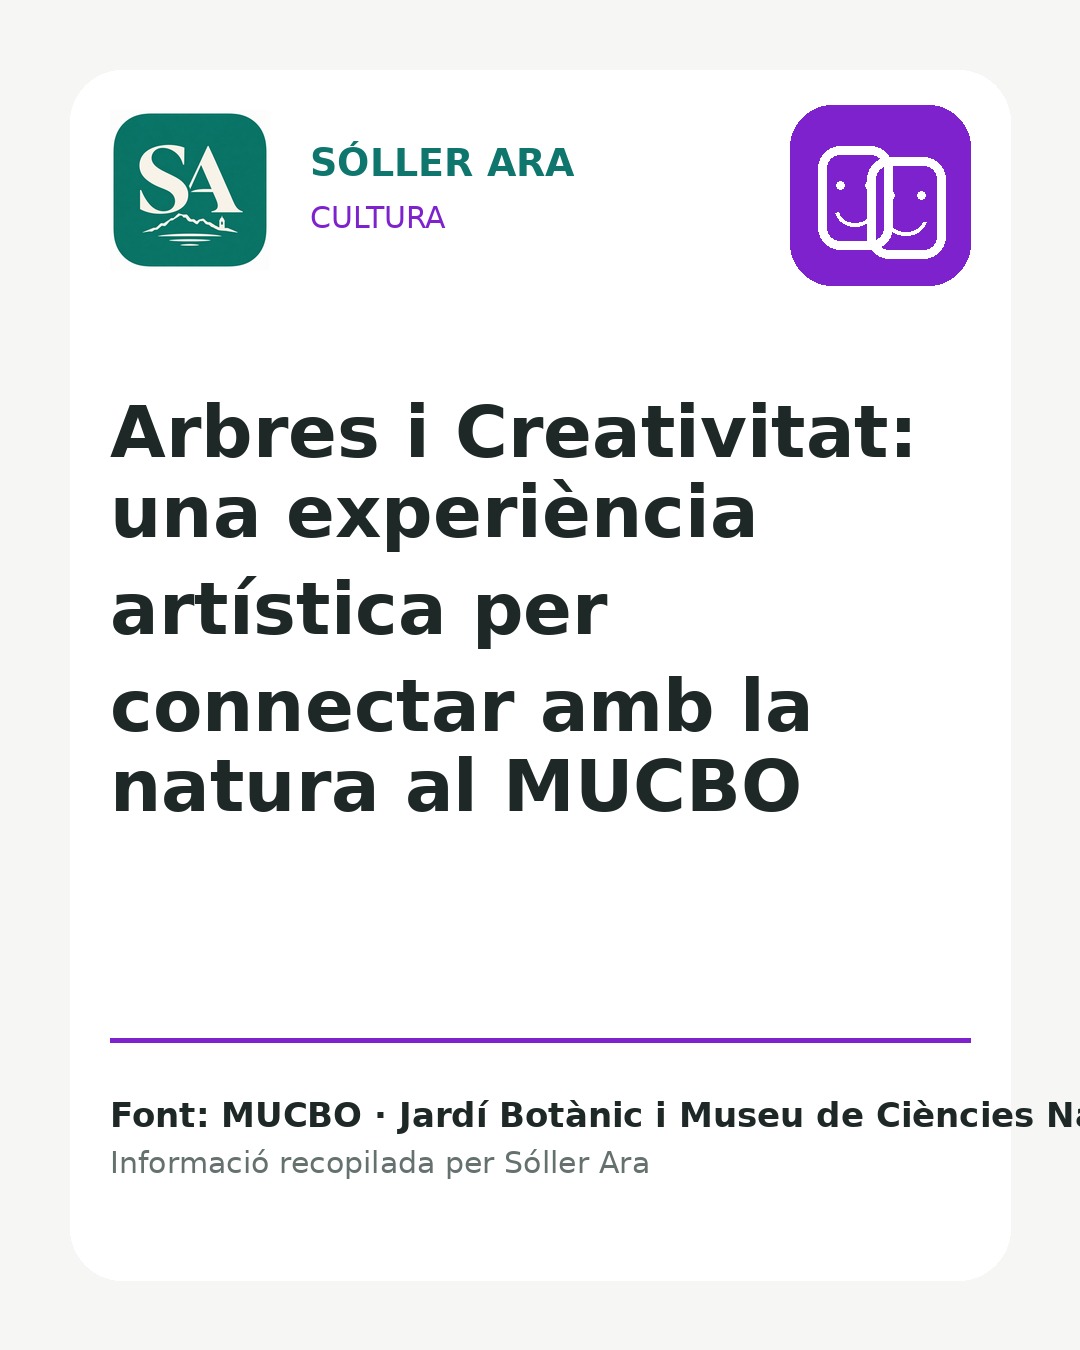 SA
SÓLLER ARA
CULTURA
Arbres i Creativitat:
una experiència
artística per
connectar amb la
natura al MUCBO
Font: MUCBO · Jardí Botànic i Museu de Ciències
Informació recopilada per Sóller Ara